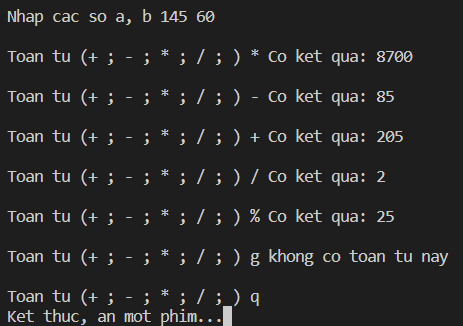 Nhap cac so a, b 145 60
Toan tu (+ ; - ; * ; / ; ) * Co ket qua: 8700
Toan tu (+ ; - ; * ; / ; ) - Co ket qua: 85
Toan tu (+ ; - ; * ; / ; ) + Co ket qua: 205
Toan tu (+ ; - ; * ; / ; ) / Co ket qua: 2
Toan tu (+ ; - ; * ; / ; ) % Co ket qua: 25
Toan tu (+ ; - ; * ; / ; ) g khong co toan tu nay
Toan tu (+ ; - ; * ; / ; ) q
Ket thuc, an mot phim...